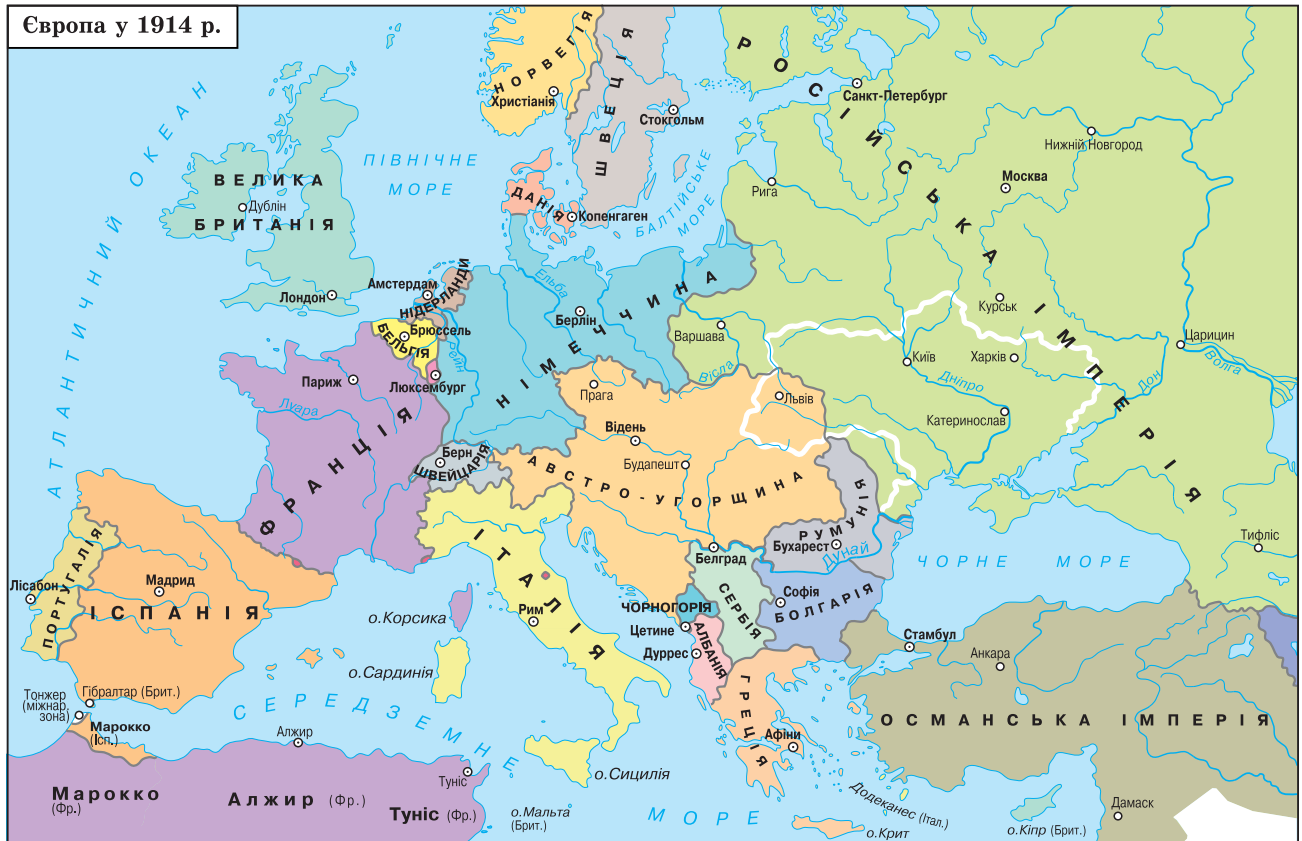 Європа у 1914 р.
АТЛАНТИЧНИЙ ОКЕАН
ПІВНІЧНЕ
МОРЕ
БАЛТІЙСЬКЕ
МОРЕ
НОРВЕГІЯ
Христіанія
ШВЕЦІЯ
Стокгольм
РОСІЙСЬКА ІМПЕРІЯ
Санкт-Петербург
Нижній Новгород
Москва
Рига
ВЕЛИКА
БРИТАНІЯ
Дублін
Лондон
ДАНІЯ
Копенгаген
Амстердам
НІДЕРЛАНДИ
Брюссель
БЕЛЬГІЯ
Люксембург
Рейн
Ельба
Берлін
НІМЕЧЧИНА
Варшава
Вісла
Курськ
Київ
Харків
Дніпро
Катеринослав
Дон
Царицин
Волга
Париж
Луара
ФРАНЦІЯ
Прага
Львів
Відень
Будапешт
АВСТРО-УГОРЩИНА
Берн
ШВЕЙЦАРІЯ
ІТАЛІЯ
Рим
РУМУНІЯ
Бухарест
Дунай
Белград
СЕРБІЯ
Софія
БОЛГАРІЯ
ЧОРНОГОРІЯ
Цетине
АЛБАНІЯ
Дуррес
ГРЕЦІЯ
Афіни
ЧОРНЕ МОРЕ
Тифліс
Стамбул
Анкара
ОСМАНСЬКА ІМПЕРІЯ
Дамаск
Лісабон
ПОРТУГАЛІЯ
Мадрид
ІСПАНІЯ
о.Корсика
о.Сардинія
о.Сицилія
Тонжер
(міжнар.
зона)
Гібралтар (Брит.)
Марокко
(Ісп.)
СЕРЕДЗЕМНЕ
МОРЕ
Алжир
Туніс
Марокко
(Фр.)
Алжир (Фр.)
Туніс (Фр.)
о.Мальта
(Брит.)
Додеканес (Італ.)
о.Крит
о.Кіпр (Брит.)